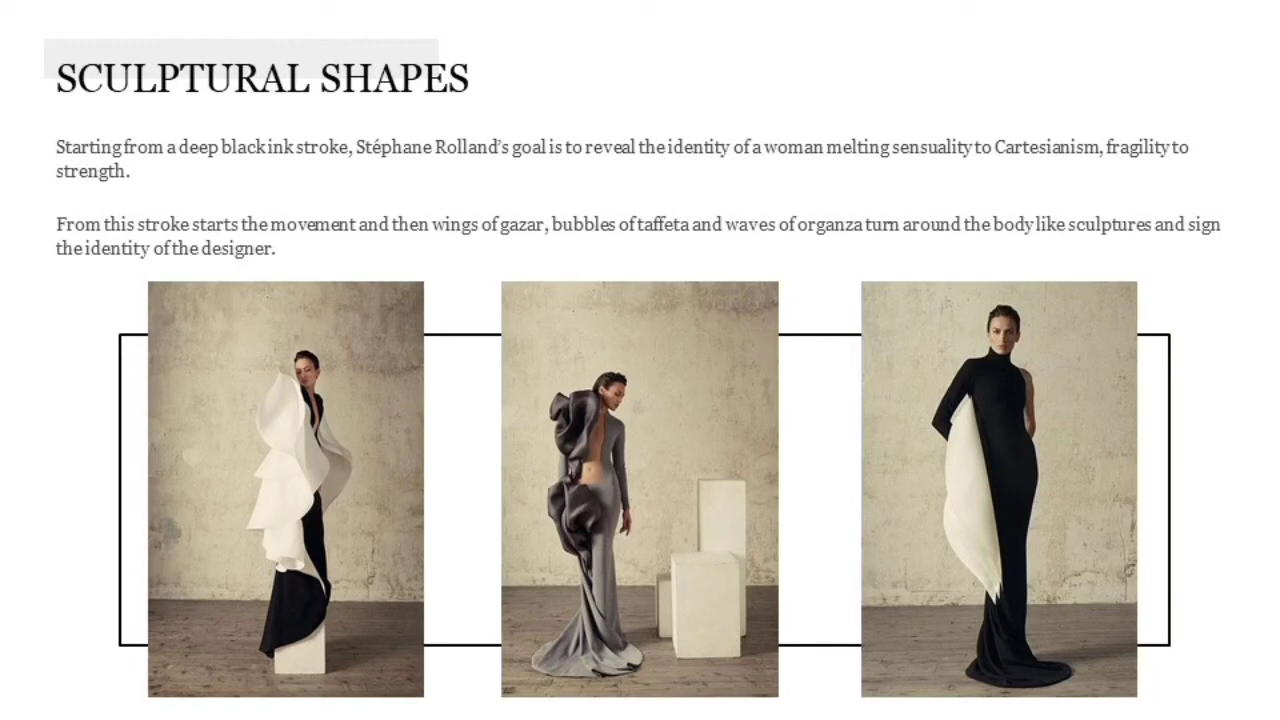 SCULPTURAL SHAPES
Starting from a deep black ink stroke, Stéphane Rolland’s goal is to reveal the identity of a woman melting sensuality to Cartesianism, fragility to
strength.
From this stroke starts the movement and then wings of gazar, bubbles of taffeta and waves of organza turn around the body like sculptures and sign
the identity of the designer.